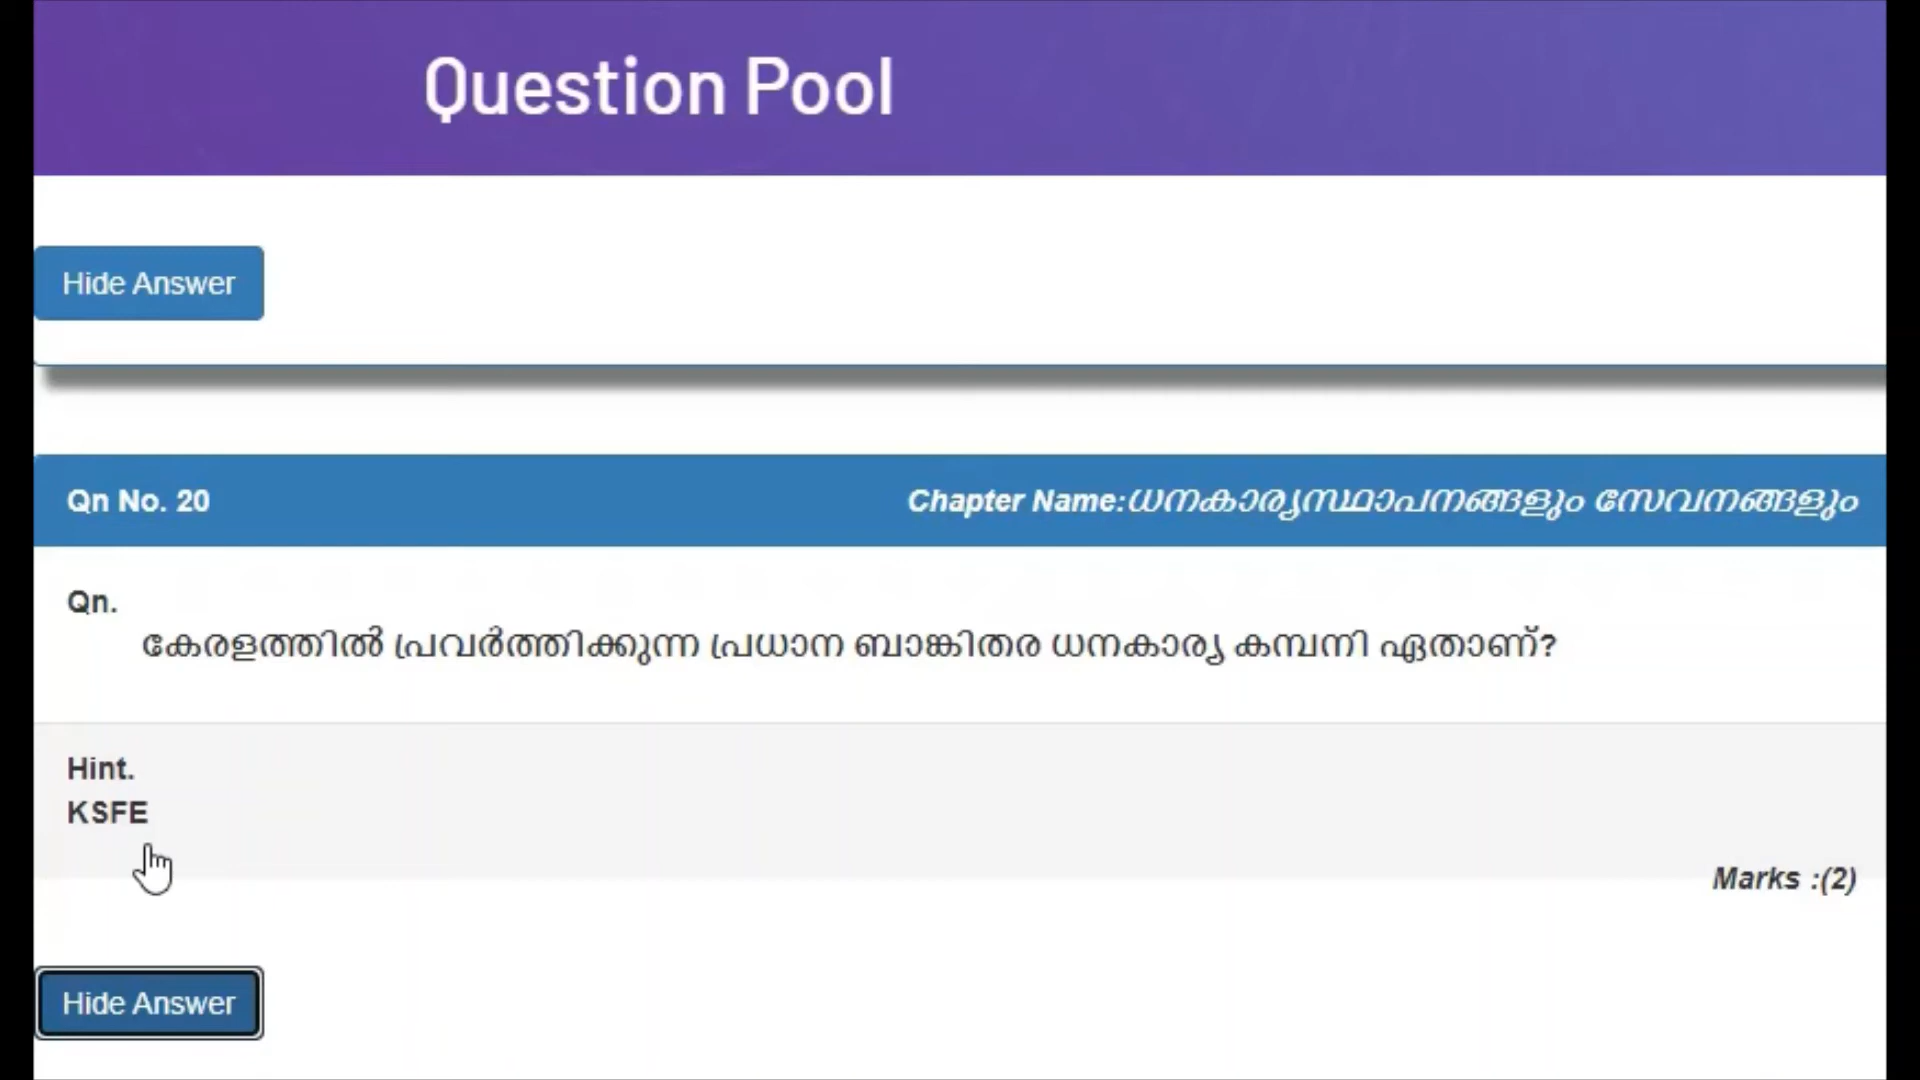 Question Pool
Hide Answer
Qn No. 20
Chapter Name:ധനകാര്യസ്ഥാപനങ്ങളും സേവനങ്ങളും
Qn.
കേരളത്തിൽ പ്രവർത്തിക്കുന്ന പ്രധാന ബാങ്കിതര ധനകാര്യ കമ്പനി ഏതാണ്?
Hint.
KSFE
Marks :(2)
Hide Answer